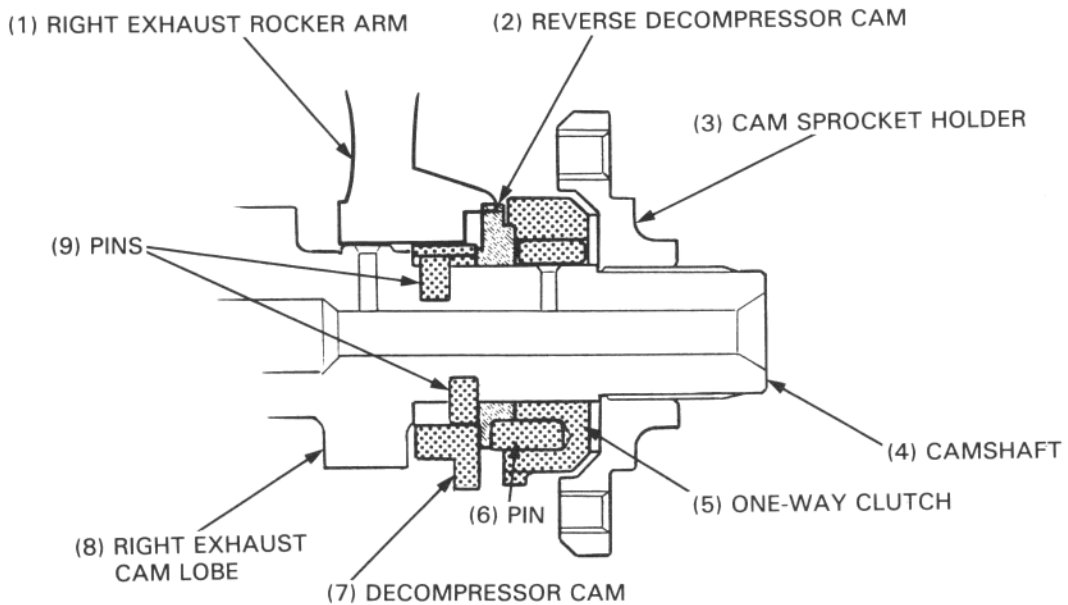 (1) RIGHT EXHAUST ROCKER ARM
(2) REVERSE DECOMPRESSOR CAM
(3) CAM SPROCKET HOLDER
(9) PINS
(4) CAMSHAFT
(5) ONE-WAY CLUTCH
(6) PIN
(8) RIGHT EXHAUST
CAM LOBE
(7) DECOMPRESSOR CAM